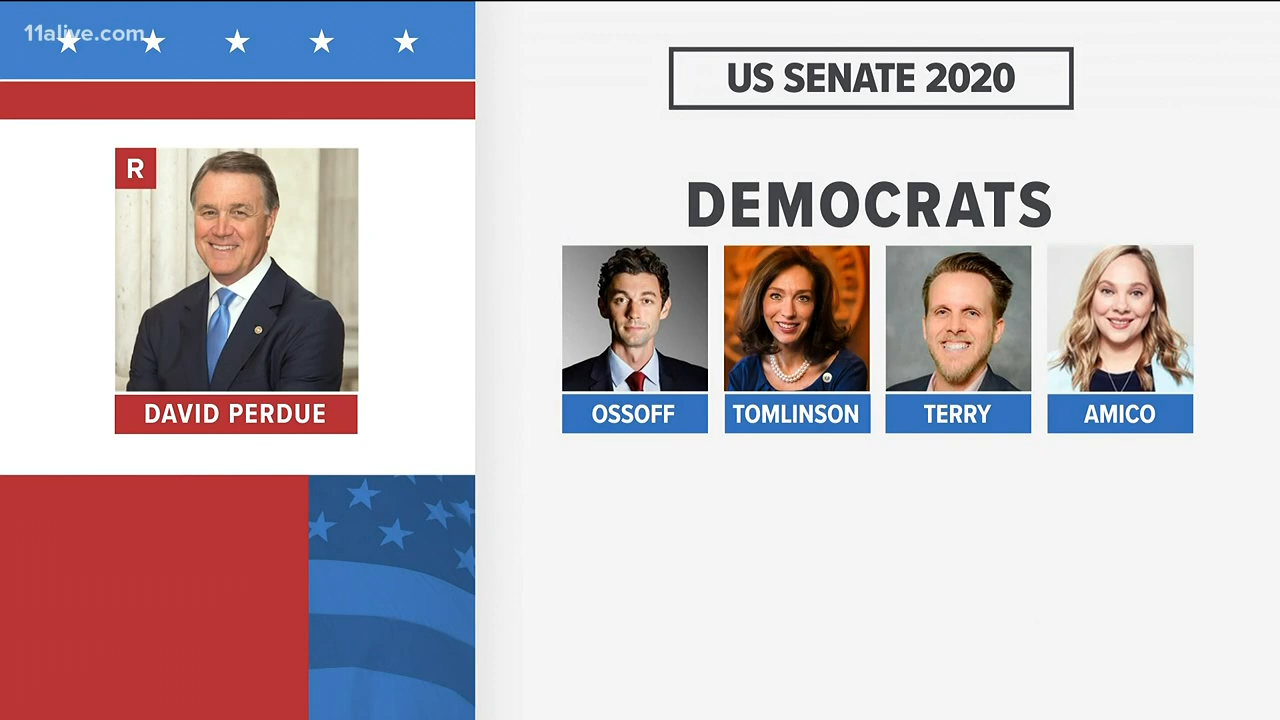 11alive.com
R
DAVID PERDUE
US SENATE 2020
DEMOCRATS
OSSOFF
TOMLINSON
TERRY
AMICO